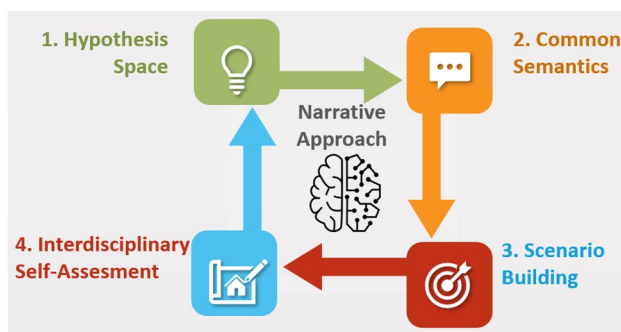 1. Hypothesis
Space
2. Common
Semantics
Narrative
Approach
4. Interdisciplinary
Self-Assesment
3. Scenario
Building